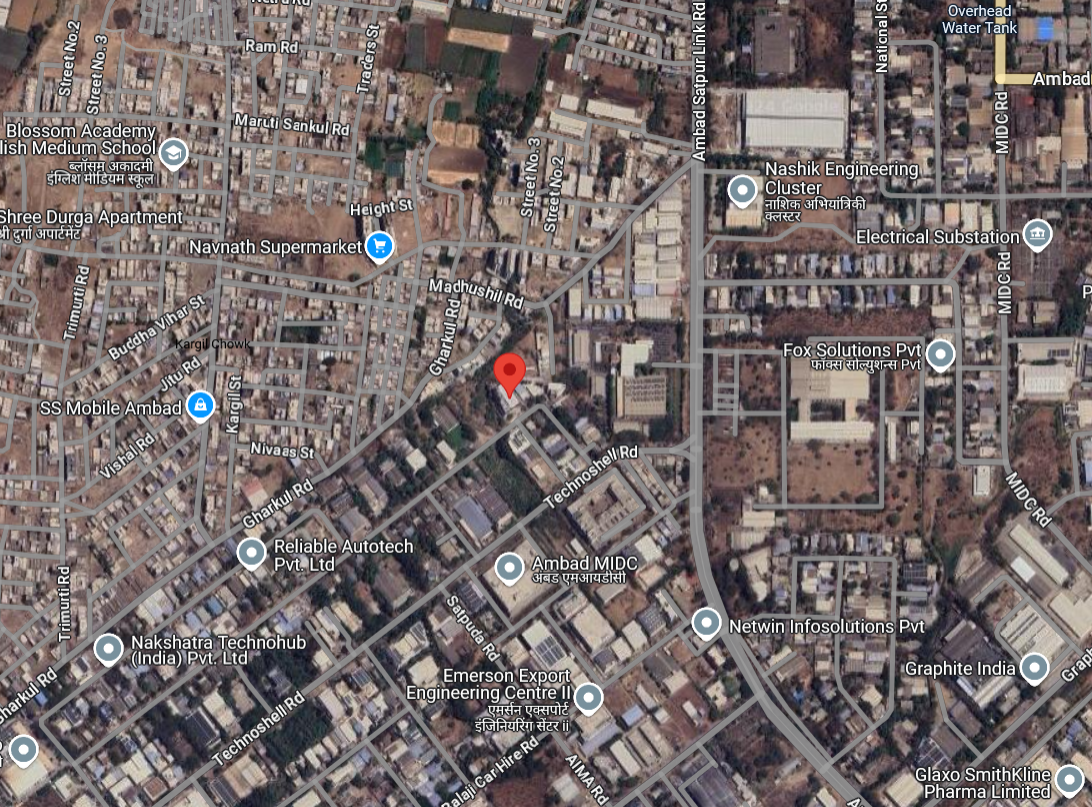 Ram Rd
Street No.2
Street No. 3
Traders St
Maruti Sankul Rd
Blossom Academy
lish Medium School
ब्लॉसम अकादमी
इंग्लिश मीडियम स्कूल
Height St
Street No. 3
Street No.2
Ambad Satpur Link Rd
National St
Overhead
Water Tank
Ambad
MIDC Rd
Nashik Engineering
Cluster
नाशिक अभियांत्रिकी
क्लस्टर
Electrical Substation
Shree Durga Apartment
श्री दुर्गा अपार्टमेंट
Navnath Supermarket
Trimurti Rd
Buddha Vihar St
Kargil Chowk
Madhushil Rd
Gharkul Rd
MIDC Rd
Jitu Rd
SS Mobile Ambad
Kargil St
Fox Solutions Pvt
फॉक्स सोल्युशन्स Pvt
Vishal Rd
Nivaas St
Technoshell Rd
MIDC Rd
Gharkul Rd
Reliable Autotech
Pvt. Ltd
Ambad MIDC
अंबड एमआयडीसी
Trimurti Rd
Satpuda Rd
Netwin Infosolutions Pvt
Nakshatra Technohub
(India) Pvt. Ltd
Gharkul Rd
Emerson Export
Engineering Centre II
एमर्सन एक्सपोर्ट
इंजिनियरिंग सेंटर ii
Graphite India
Technoshell Rd
Balaji Car Hire Rd
AIMA Rd
Glaxo SmithKline
Pharma Limited